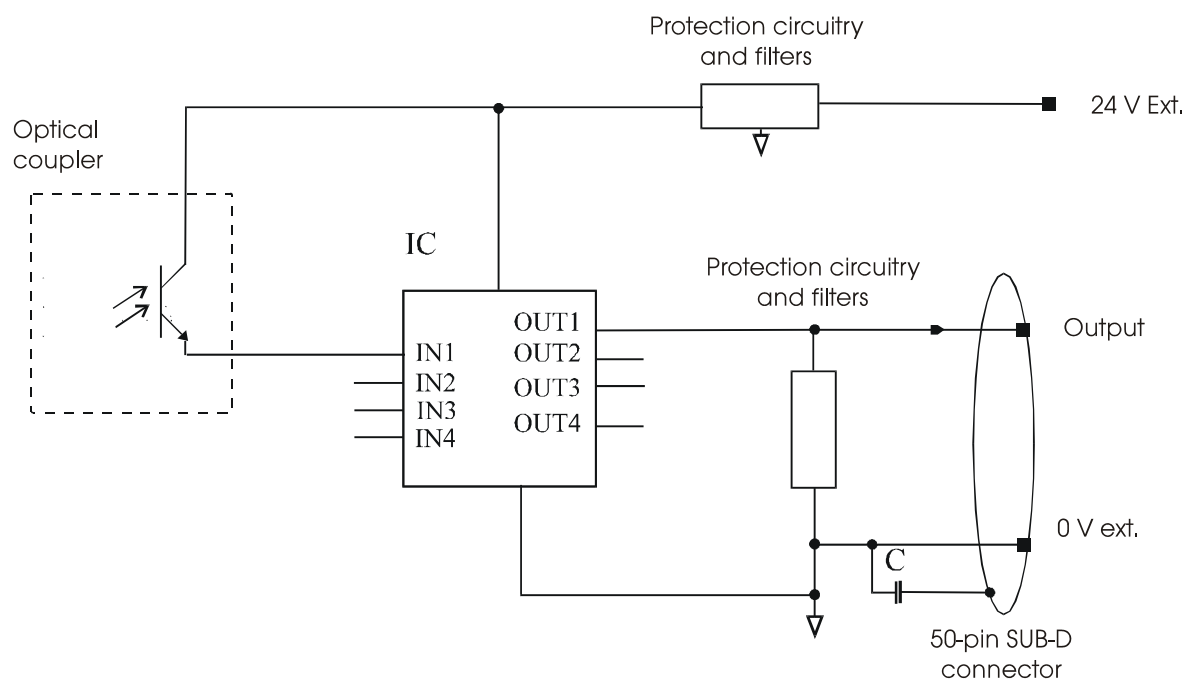 Protection circuitry
and filters
24 V Ext.
Optical
coupler
IC
Protection circuitry
and filters
OUT1
Output
IN1
OUT2
IN2
OUT3
IN3
OUT4
IN4
0 V ext.
C
50-pin SUB-D
connector